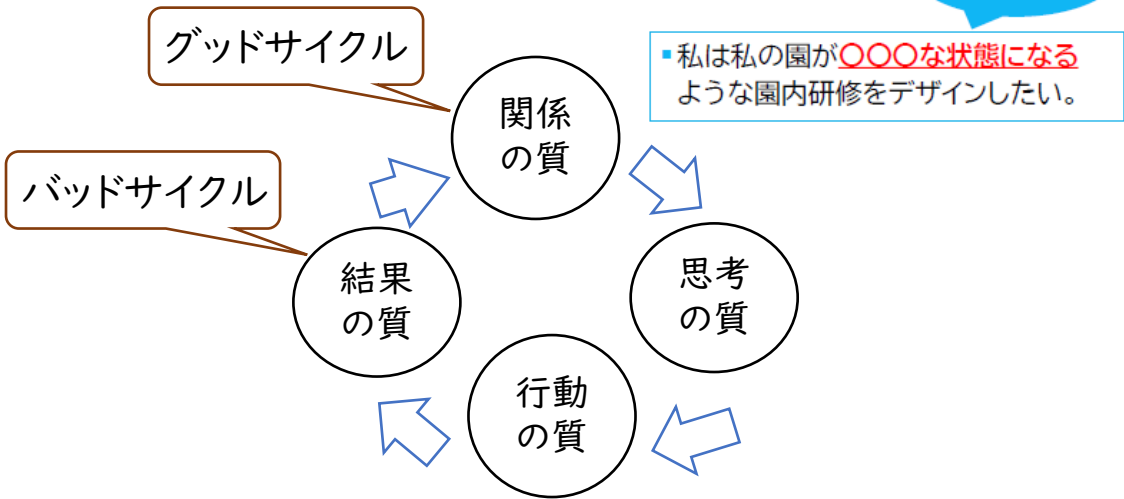 グッドサイクル
▪私は私の園が〇〇〇な状態になる
ような園内研修をデザインしたい。
関係
の質
バッドサイクル
結果
の質
思考
の質
行動
の質